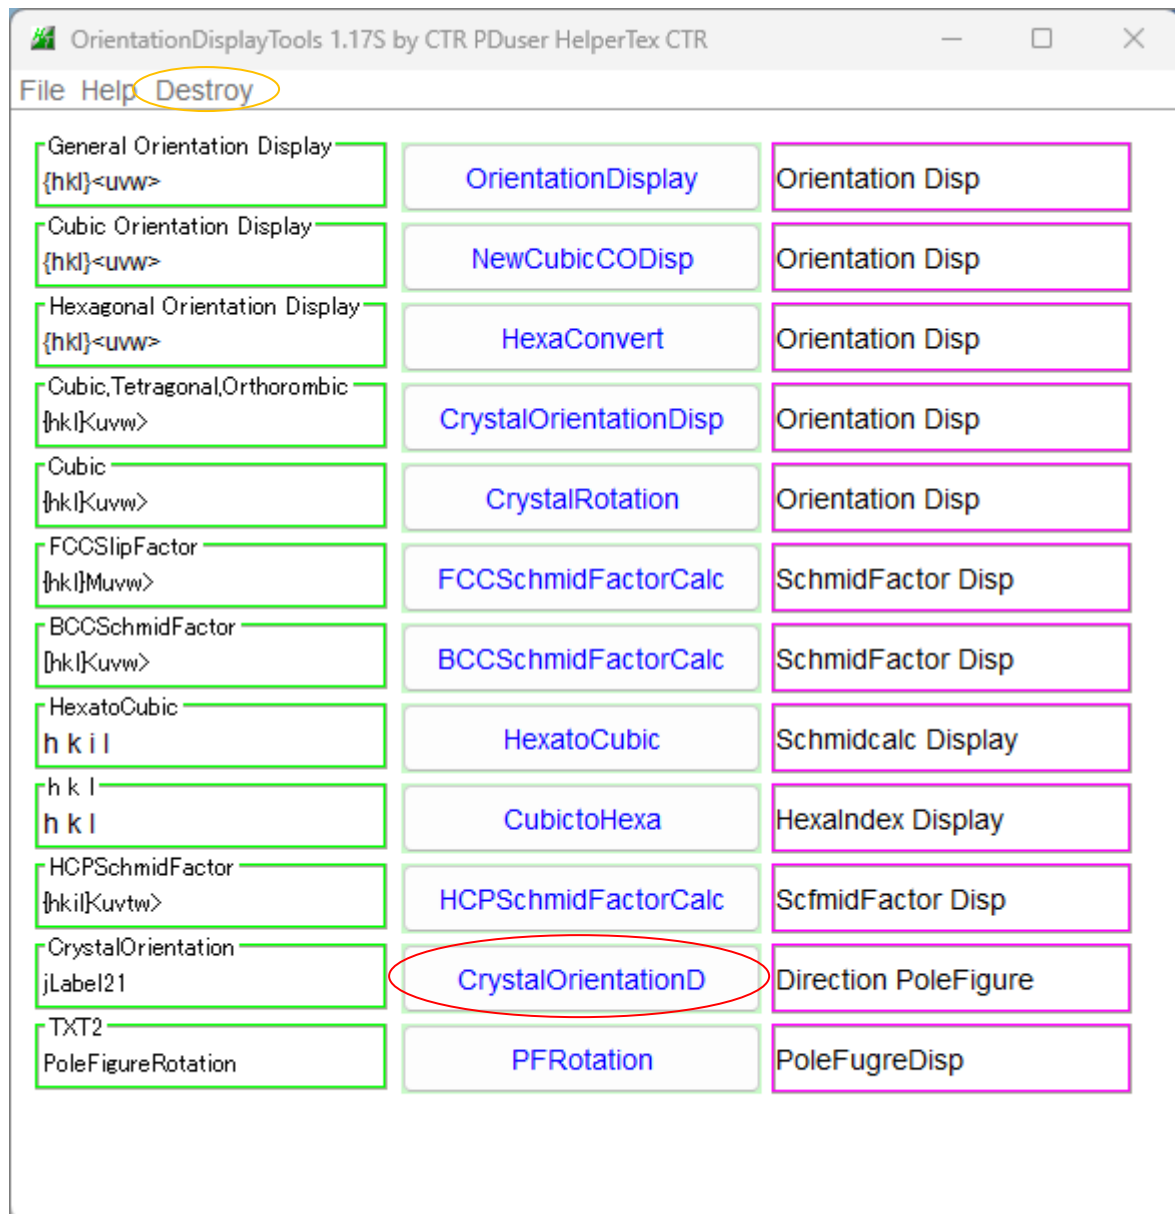 OrientationDisplayTools 1.17S by CTR PDuser HelperTex CTR
File Help Destroy
General Orientation Display
{hkl}<uvw> OrientationDisplay Orientation Disp
Cubic Orientation Display
{hkl}<uvw> NewCubicCODisp Orientation Disp
Hexagonal Orientation Display
{hkl}<uvw> HexaConvert Orientation Disp
Cubic,Tetragonal,Orthorombic
{hkl}<uvw> CrystalOrientationDisp Orientation Disp
Cubic
{hkl}<uvw> CrystalRotation Orientation Disp
FCCSlipFactor
{hkl}Muvw> FCCSchmidFactorCalc SchmidFactor Disp
BCCSchmidFactor
[hkl}<uvw> BCCSchmidFactorCalc SchmidFactor Disp
HexatoCubic
h k i l HexatoCubic Schmidcalc Display
h k l
h k l CubictoHexa HexaIndex Display
HCPSchmidFactor
{hkil}<uvtw> HCPSchmidFactorCalc ScfmidFactor Disp
CrystalOrientation
jLabel21 CrystalOrientationD Direction PoleFigure
TXT2
PoleFigureRotation PFRotation PoleFugreDisp